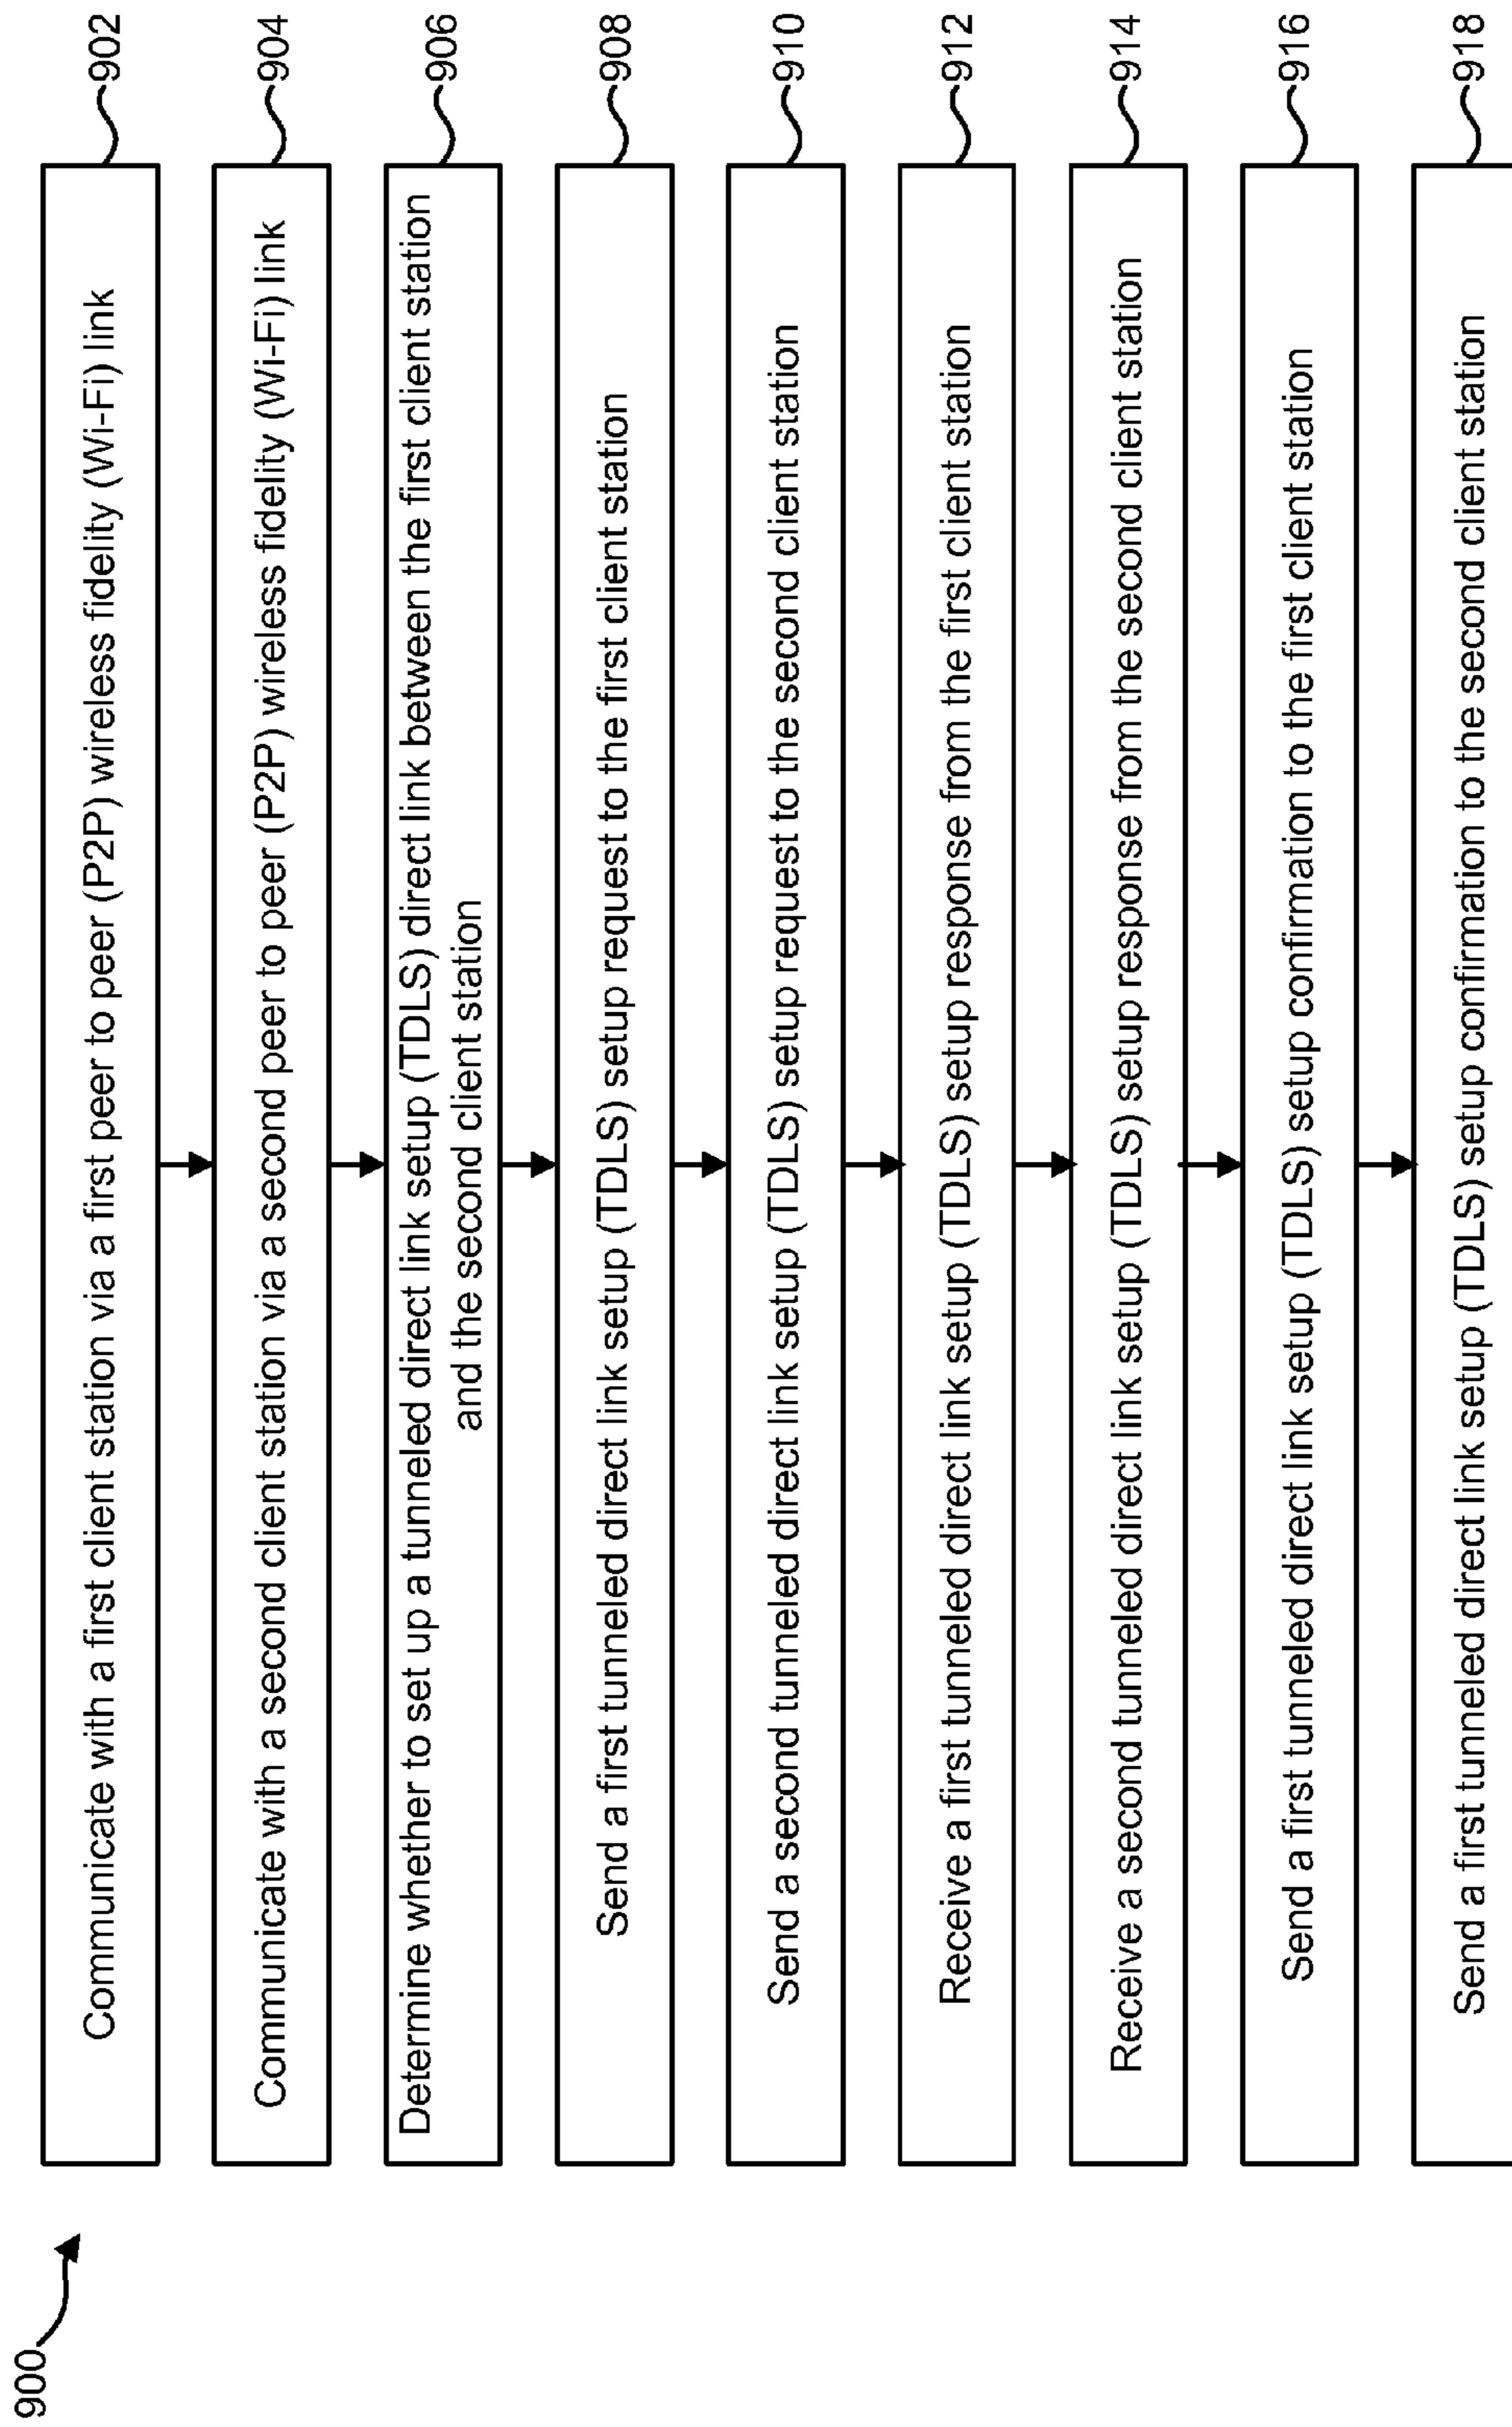 900
Communicate with a first client station via a first peer to peer (P2P) wireless fidelity (Wi-Fi) link
902
Communicate with a second client station via a second peer to peer (P2P) wireless fidelity (Wi-Fi) link
904
Determine whether to set up a tunneled direct link setup (TDLS) direct link between the first client station
and the second client station
906
Send a first tunneled direct link setup (TDLS) setup request to the first client station
908
Send a second tunneled direct link setup (TDLS) setup request to the second client station
910
Receive a first tunneled direct link setup (TDLS) setup response from the first client station
912
Receive a second tunneled direct link setup (TDLS) setup response from the second client station
914
Send a first tunneled direct link setup (TDLS) setup confirmation to the first client station
916
Send a first tunneled direct link setup (TDLS) setup confirmation to the second client station
918